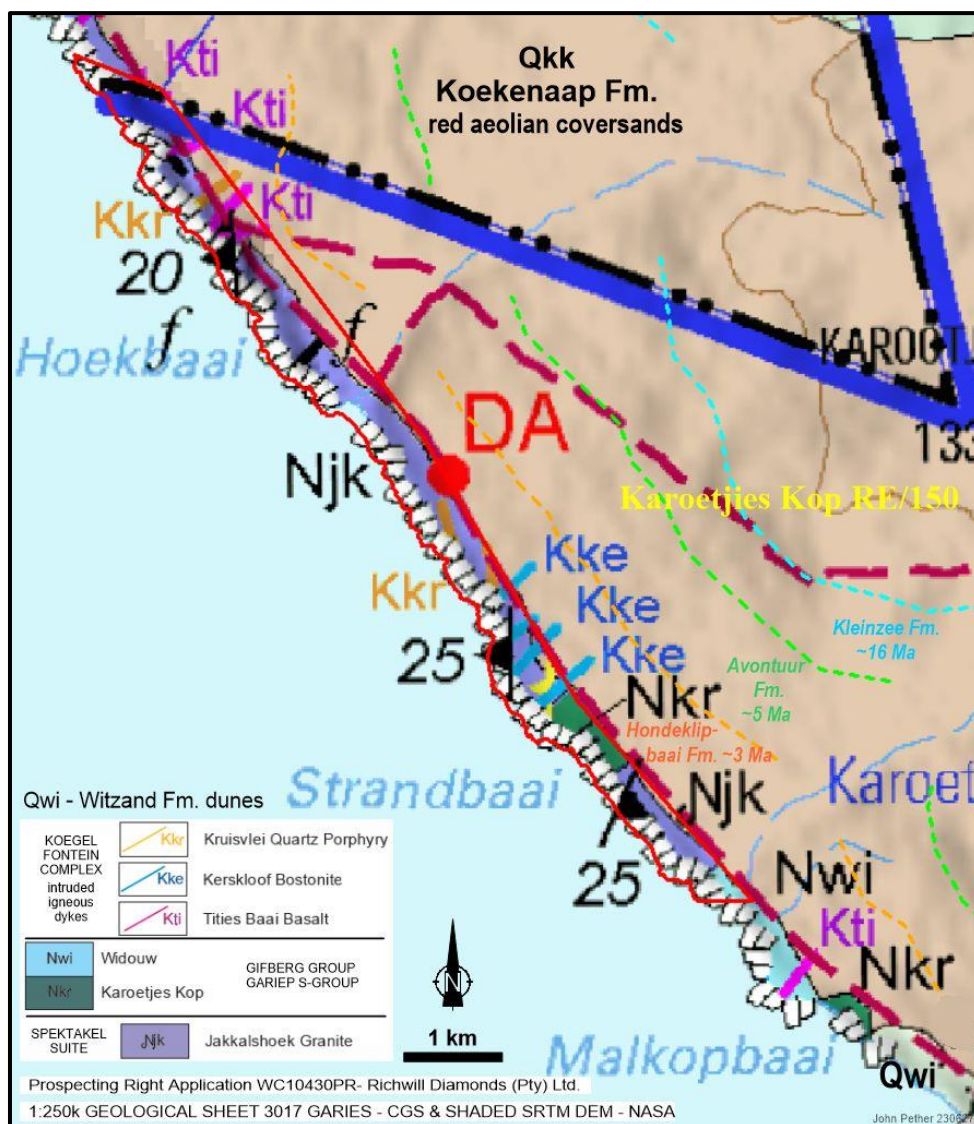 Kti
Qkk
Koekenaap Fm.
red aeolian coversands
Kti
Kti
Kkr
20
f
f
Hoekbaai
KAROOTJ
DA
133
Njk
Karoetjies Kop RE/150
Kke
Kkr
Kke
Kleinzee Fm.
~16 Ma
25
Kke
Avontuur
Fm.
~5 Ma
Nkr
Hondeklip-
baai Fm. ~3 Ma
Strandbaai
Njk
Karoet
25
Nwi
Kti
Nkr
Malkopbaai
Qwi
Qwi - Witzand Fm. dunes
KOEGEL
FONTEIN
COMPLEX
intruded
igneous
dykes
Kkr Kruisvlei Quartz Porphyry
Kke Kerskloof Bostonite
Kti Tities Baai Basalt
Nwi Widouw
Nkr Karoetjes Kop
GIFBERG GROUP
GARIEP S-GROUP
SPEKTAKEL
SUITE
Njk Jakkalshoek Granite
N
1 km
Prospecting Right Application WC10430PR- Richwill Diamonds (Pty) Ltd.
1:250k GEOLOGICAL SHEET 3017 GARIES - CGS & SHADED SRTM DEM - NASA
John Pether